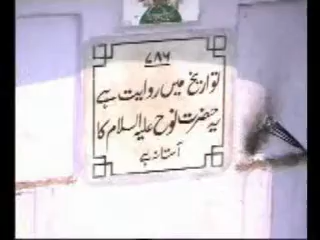 ۷۸۶
تواریخ میں روایت ہے
یہ حضرت نوح علیہ السلام کا
آستانہ ہے